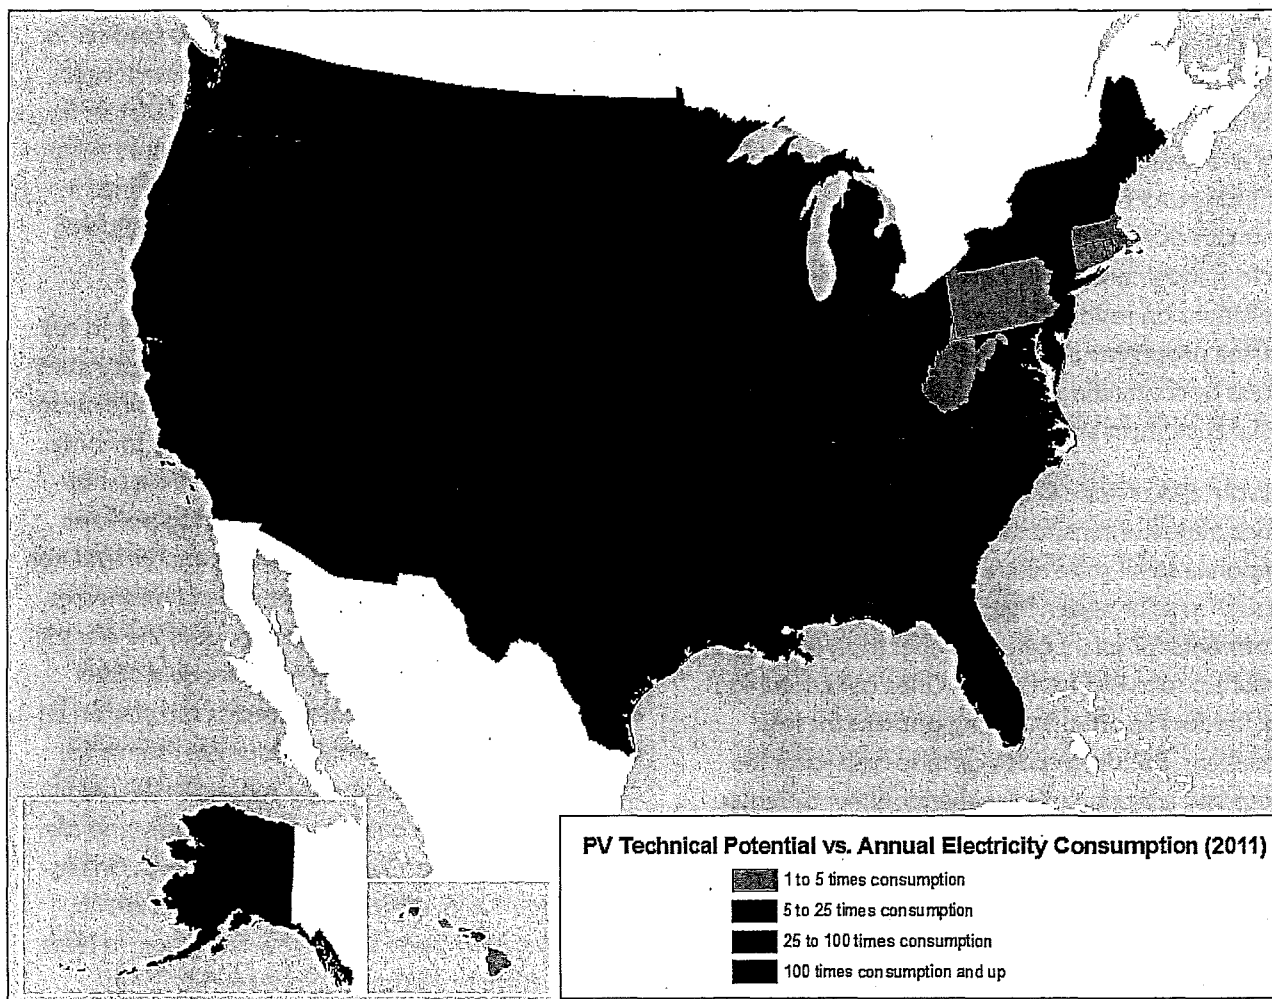 PV Technical Potential vs. Annual Electricity Consumption (2011)
1 to 5 times consumption
5 to 25 times consumption
25 to 100 times consumption
100 times consumption and up